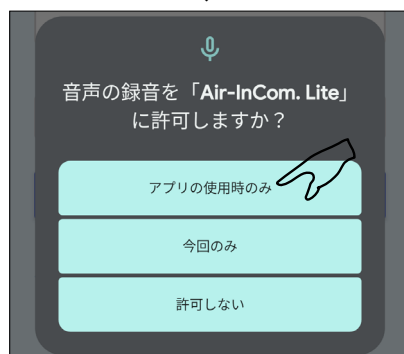 音声の録音を「Air-InCom. Lite」
に許可しますか？
アプリの使用時のみ
今回のみ
許可しない